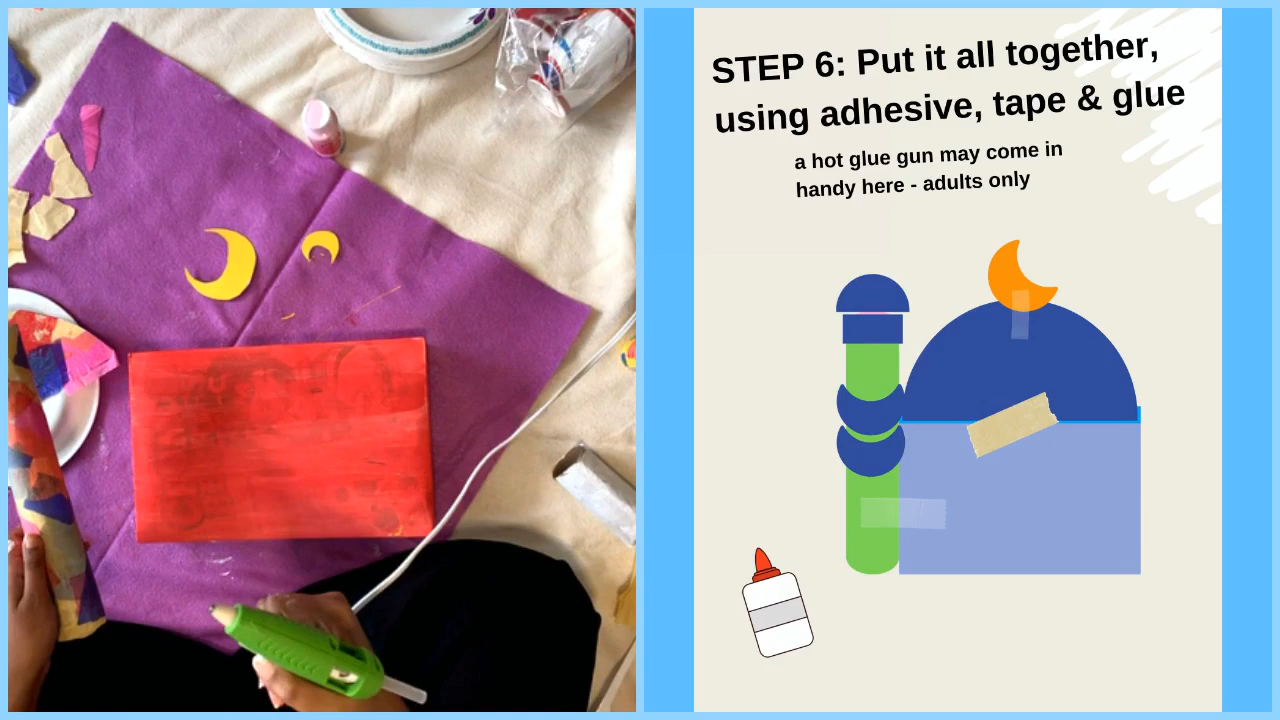 STEP 6: Put it all together,
using adhesive, tape & glue
a hot glue gun may come in
handy here - adults only